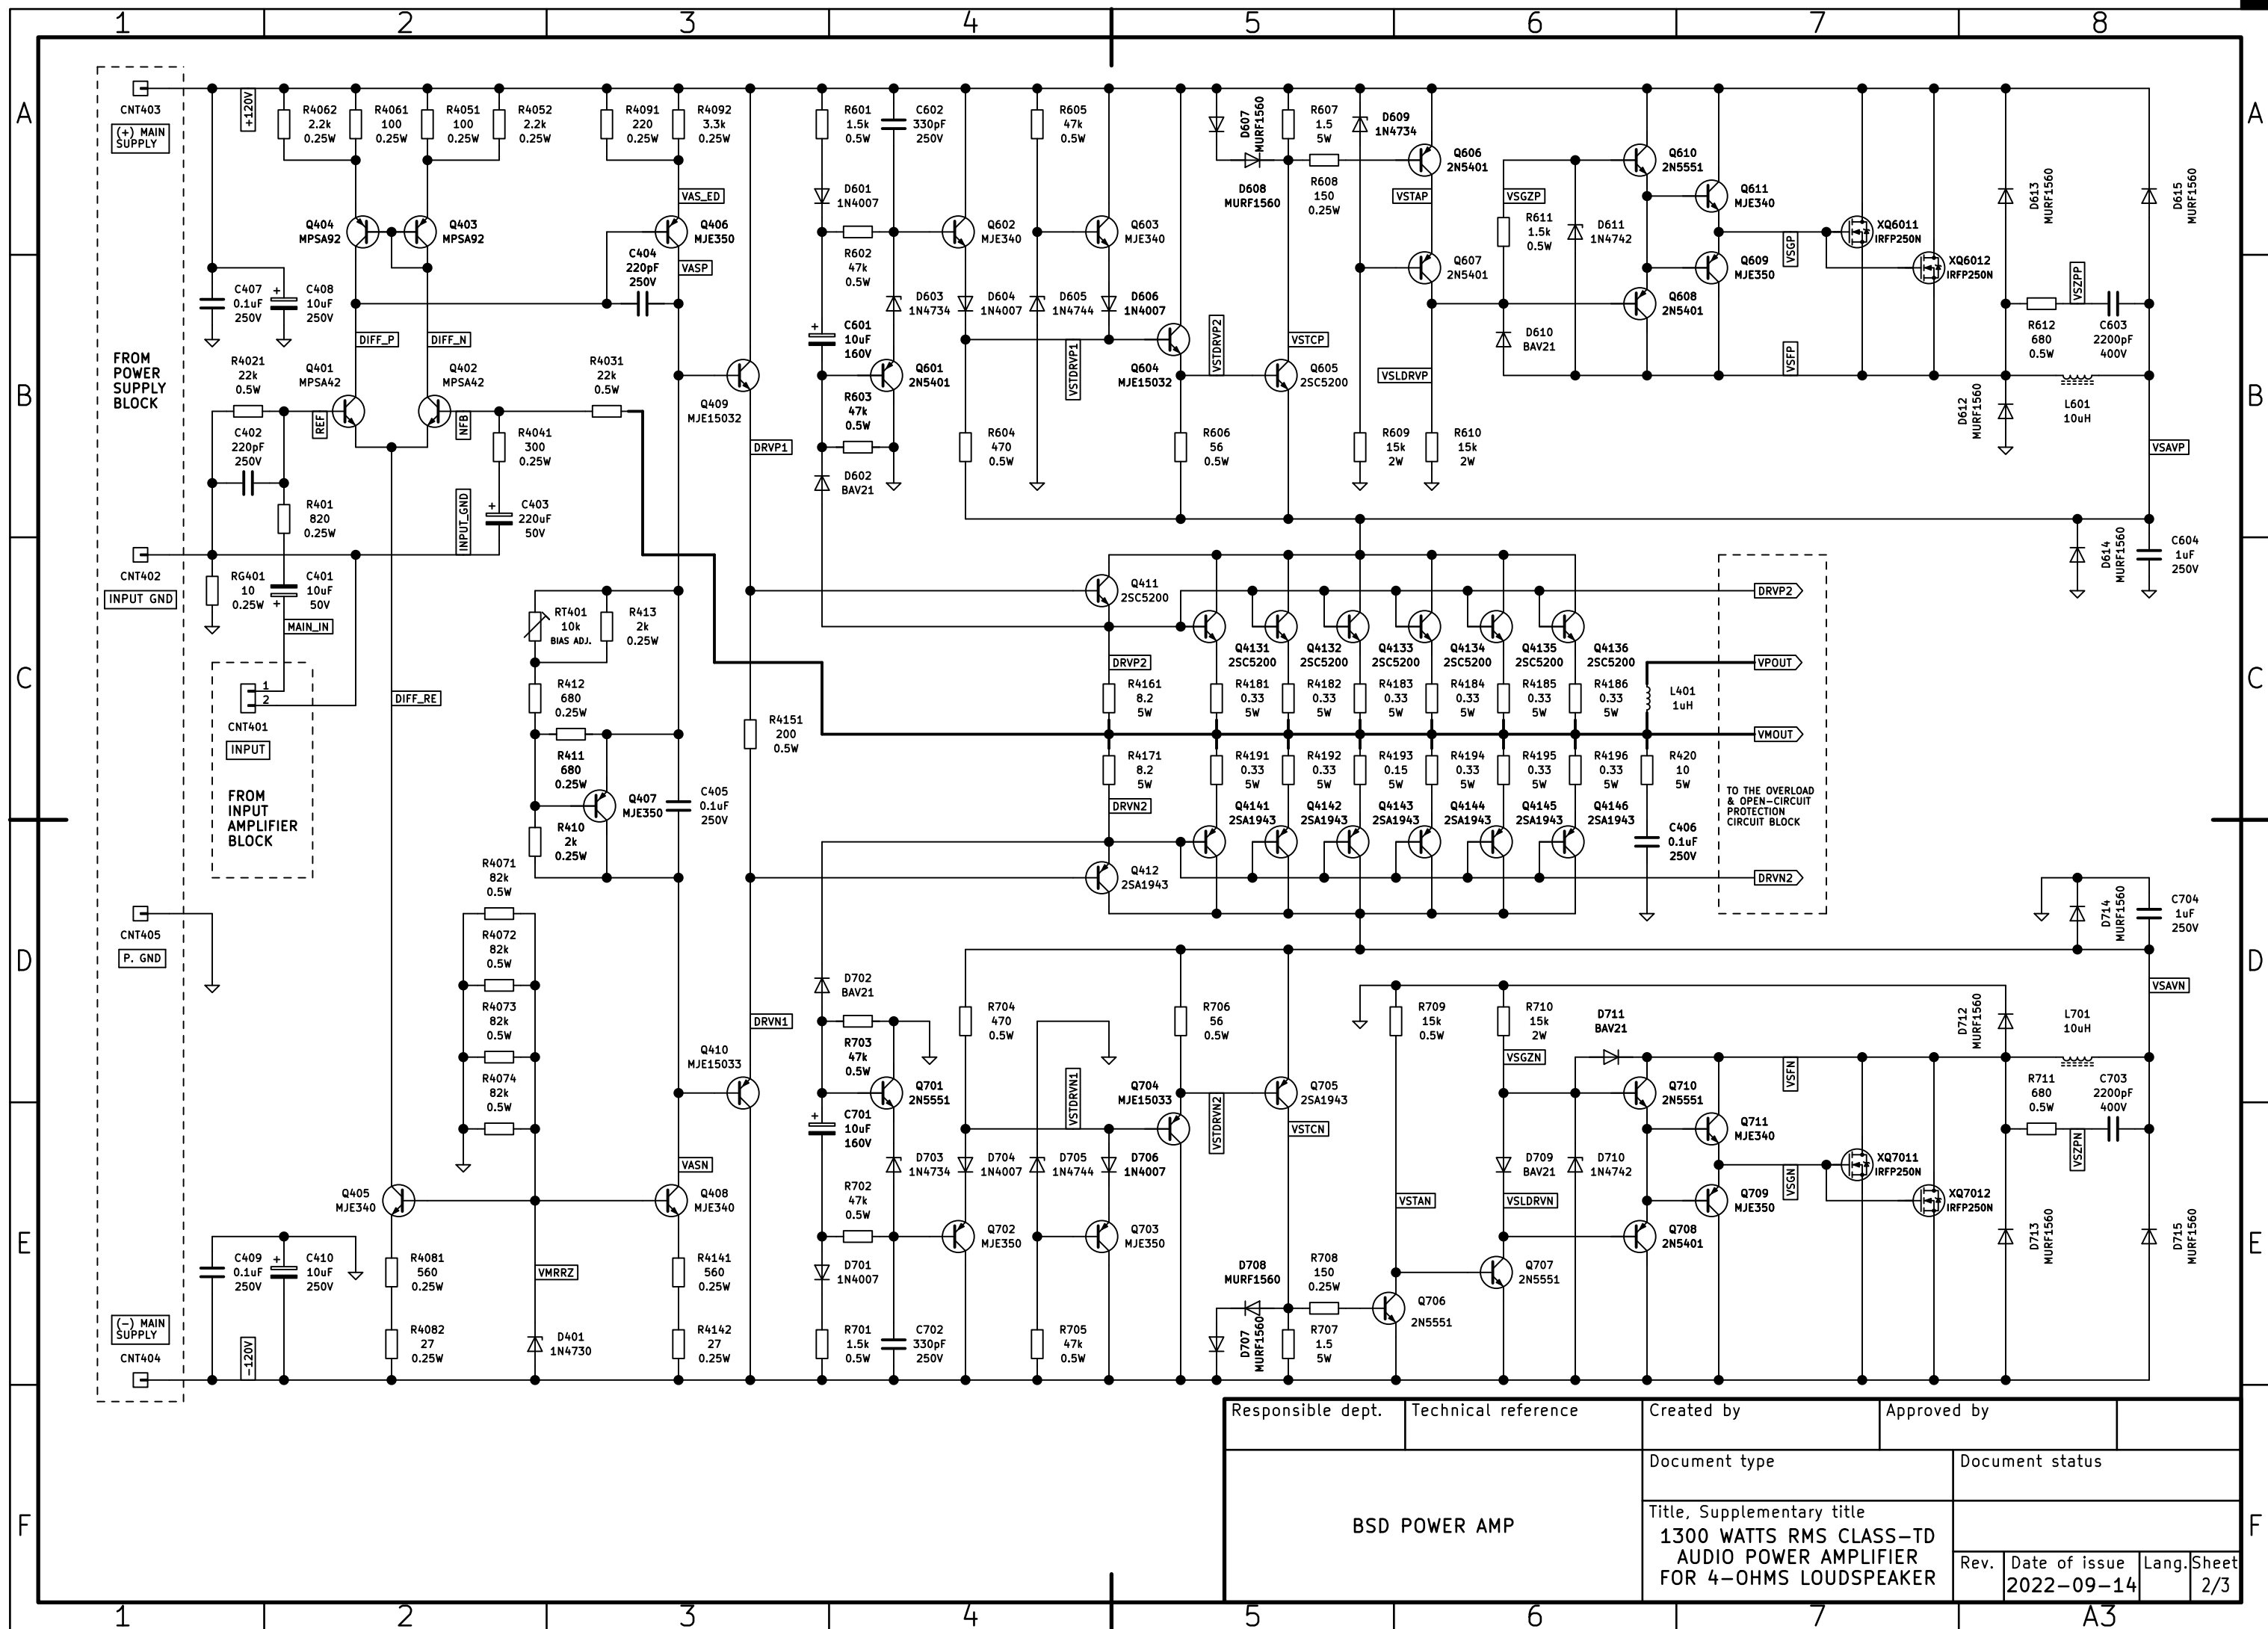 1 2 3 4 5 6 7 8
A
CNT403
(+) MAIN
SUPPLY
+120V
R4062
2.2k
0.25W
R4061
100
0.25W
R4051
100
0.25W
R4052
2.2k
0.25W
R4091
220
0.25W
R4092
3.3k
0.25W
R601
1.5k
0.5W
C602
330pF
250V
R605
47k
0.5W
D607
MURF1560
R607
1.5
5W
D609
1N4734
Q606
2N5401
Q610
2N5551
Q611
MJE340
D613
MURF1560
D615
MURF1560
A
VAS_ED
D601
1N4007
D608
MURF1560
R608
150
0.25W
VSTAP
VSGZP
Q404
MPSA92
Q403
MPSA92
Q406
MJE350
Q602
MJE340
Q603
MJE340
R611
1.5k
0.5W
D611
1N4742
XQ6011
IRFP250N
VSGP
C404
220pF
250V
VASP
R602
47k
0.5W
Q607
2N5401
Q609
MJE350
XQ6012
IRFP250N
C407
0.1uF
250V
C408
10uF
250V
D603
1N4734
D604
1N4007
D605
1N4744
D606
1N4007
Q608
2N5401
VSZPP
DIFF_P
DIFF_N
C601
10uF
160V
VSTDRVP1
VSTDRVP2
VSTCP
D610
BAV21
VSFP
R612
680
0.5W
C603
2200pF
400V
B
FROM
POWER
SUPPLY
BLOCK
R4021
22k
0.5W
Q401
MPSA42
Q402
MPSA42
R4031
22k
0.5W
Q409
MJE15032
Q601
2N5401
Q604
MJE15032
Q605
2SC5200
VSLDRVP
D612
MURF1560
L601
10uH
B
REF
NFB
R603
47k
0.5W
C402
220pF
250V
R4041
300
0.25W
DRVP1
R604
470
0.5W
R606
56
0.5W
R609
15k
2W
R610
15k
2W
VSAVP
D602
BAV21
R401
820
0.25W
INPUT_GND
C403
220uF
50V
D614
MURF1560
C604
1uF
250V
CNT402
INPUT GND
RG401
10
0.25W
C401
10uF
50V
MAIN_IN
RT401
10k
BIAS ADJ.
R413
2k
0.25W
Q411
2SC5200
DRVP2
Q4131
2SC5200
Q4132
2SC5200
Q4133
2SC5200
Q4134
2SC5200
Q4135
2SC5200
Q4136
2SC5200
DRVP2
VPOUT
C
1
2
CNT401
INPUT
DIFF_RE
R412
680
0.25W
R4151
200
0.5W
R4161
8.2
5W
R4181
0.33
5W
R4182
0.33
5W
R4183
0.33
5W
R4184
0.33
5W
R4185
0.33
5W
R4186
0.33
5W
L401
1uH
VMOUT
C
R411
680
0.25W
R4171
8.2
5W
R4191
0.33
5W
R4192
0.33
5W
R4193
0.15
5W
R4194
0.33
5W
R4195
0.33
5W
R4196
0.33
5W
R420
10
5W
TO THE OVERLOAD
& OPEN-CIRCUIT
PROTECTION
CIRCUIT BLOCK
FROM
INPUT
AMPLIFIER
BLOCK
Q407
MJE350
C405
0.1uF
250V
DRVN2
Q4141
2SA1943
Q4142
2SA1943
Q4143
2SA1943
Q4144
2SA1943
Q4145
2SA1943
Q4146
2SA1943
C406
0.1uF
250V
R410
2k
0.25W
Q412
2SA1943
DRVN2
R4071
82k
0.5W
D714
MURF1560
C704
1uF
250V
CNT405
P. GND
R4072
82k
0.5W
D
D702
BAV21
VSAVN
D
R4073
82k
0.5W
DRVN1
R704
470
0.5W
R706
56
0.5W
R709
15k
0.5W
R710
15k
2W
D711
BAV21
D712
MURF1560
L701
10uH
R703
47k
0.5W
Q410
MJE15033
R4074
82k
0.5W
VSGZN
VSFN
Q701
2N5551
VSTDRVN1
Q704
MJE15033
Q705
2SA1943
Q710
2N5551
R711
680
0.5W
C703
2200pF
400V
C701
10uF
160V
VSTDRVN2
VSTCN
Q711
MJE340
VSZPN
VASN
D703
1N4734
D704
1N4007
D705
1N4744
D706
1N4007
D709
BAV21
D710
1N4742
VSGN
XQ7011
IRFP250N
Q405
MJE340
Q408
MJE340
R702
47k
0.5W
VSTAN
VSLDRVN
Q709
MJE350
XQ7012
IRFP250N
E
C409
0.1uF
250V
C410
10uF
250V
R4081
560
0.25W
VMRRZ
R4141
560
0.25W
D701
1N4007
Q702
MJE350
Q703
MJE350
D708
MURF1560
R708
150
0.25W
Q707
2N5551
Q708
2N5401
D713
MURF1560
D715
MURF1560
E
Q706
2N5551
(-) MAIN
SUPPLY
CNT404
-120V
R4082
27
0.25W
D401
1N4730
R4142
27
0.25W
R701
1.5k
0.5W
C702
330pF
250V
R705
47k
0.5W
D707
MURF1560
R707
1.5
5W
Responsible dept.
Technical reference
Created by
Approved by
Document type
Document status
F
BSD POWER AMP
Title, Supplementary title
1300 WATTS RMS CLASS-TD
AUDIO POWER AMPLIFIER
FOR 4-OHMS LOUDSPEAKER
F
Rev.
Date of issue
2022-09-14
Lang.
Sheet
2/3
1 2 3 4 5 6 7 A3